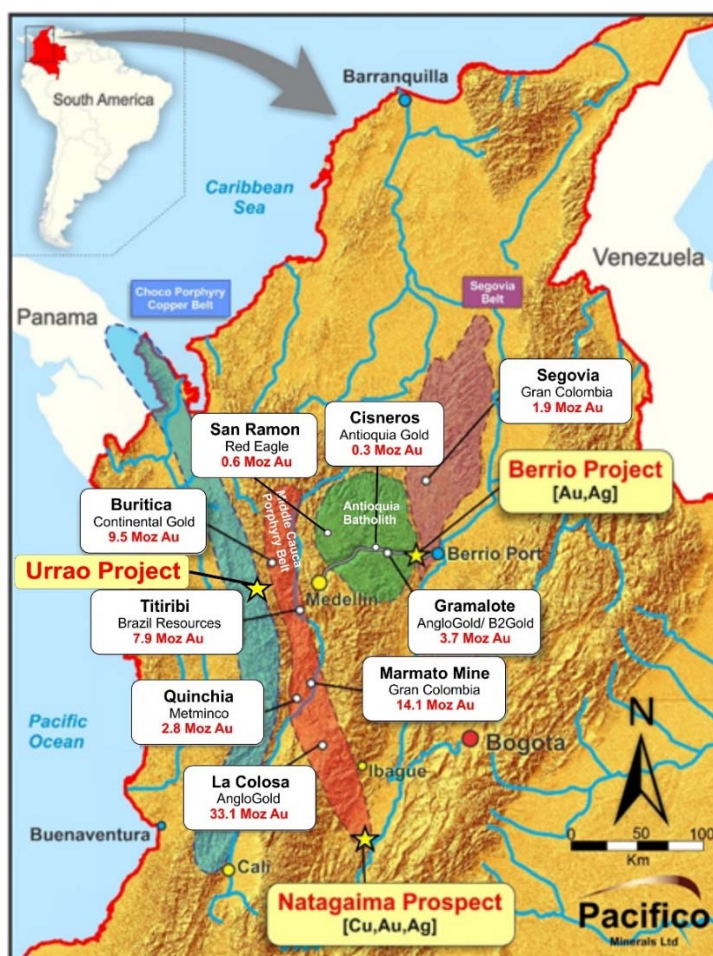 South America
Barranquilla
Caribbean
Sea
Venezuela
Panama
Choco Porphyry
Copper Belt
Segovia
Belt
Segovia
Gran Colombia
1.9 Moz Au
San Ramon
Red Eagle
0.6 Moz Au
Cisneros
Antioquia Gold
0.3 Moz Au
Berrio Project
[Au,Ag]
Buritica
Continental Gold
9.5 Moz Au
Middle Cauca
Porphyry Belt
Antioquia
Batholith
Berrio Port
Urrao Project
Medellin
Titiribi
Brazil Resources
7.9 Moz Au
Gramalote
AngloGold/ B2Gold
3.7 Moz Au
Quinchia
Metminco
2.8 Moz Au
Marmato Mine
Gran Colombia
14.1 Moz Au
Pacific
Ocean
N
Bogota
Ibague
La Colosa
AngloGold
33.1 Moz Au
Buenaventura
Cali
100 50 0 100
Km
Natagaima Prospect
[Cu,Au,Ag]
Pacifico
Minerals Ltd